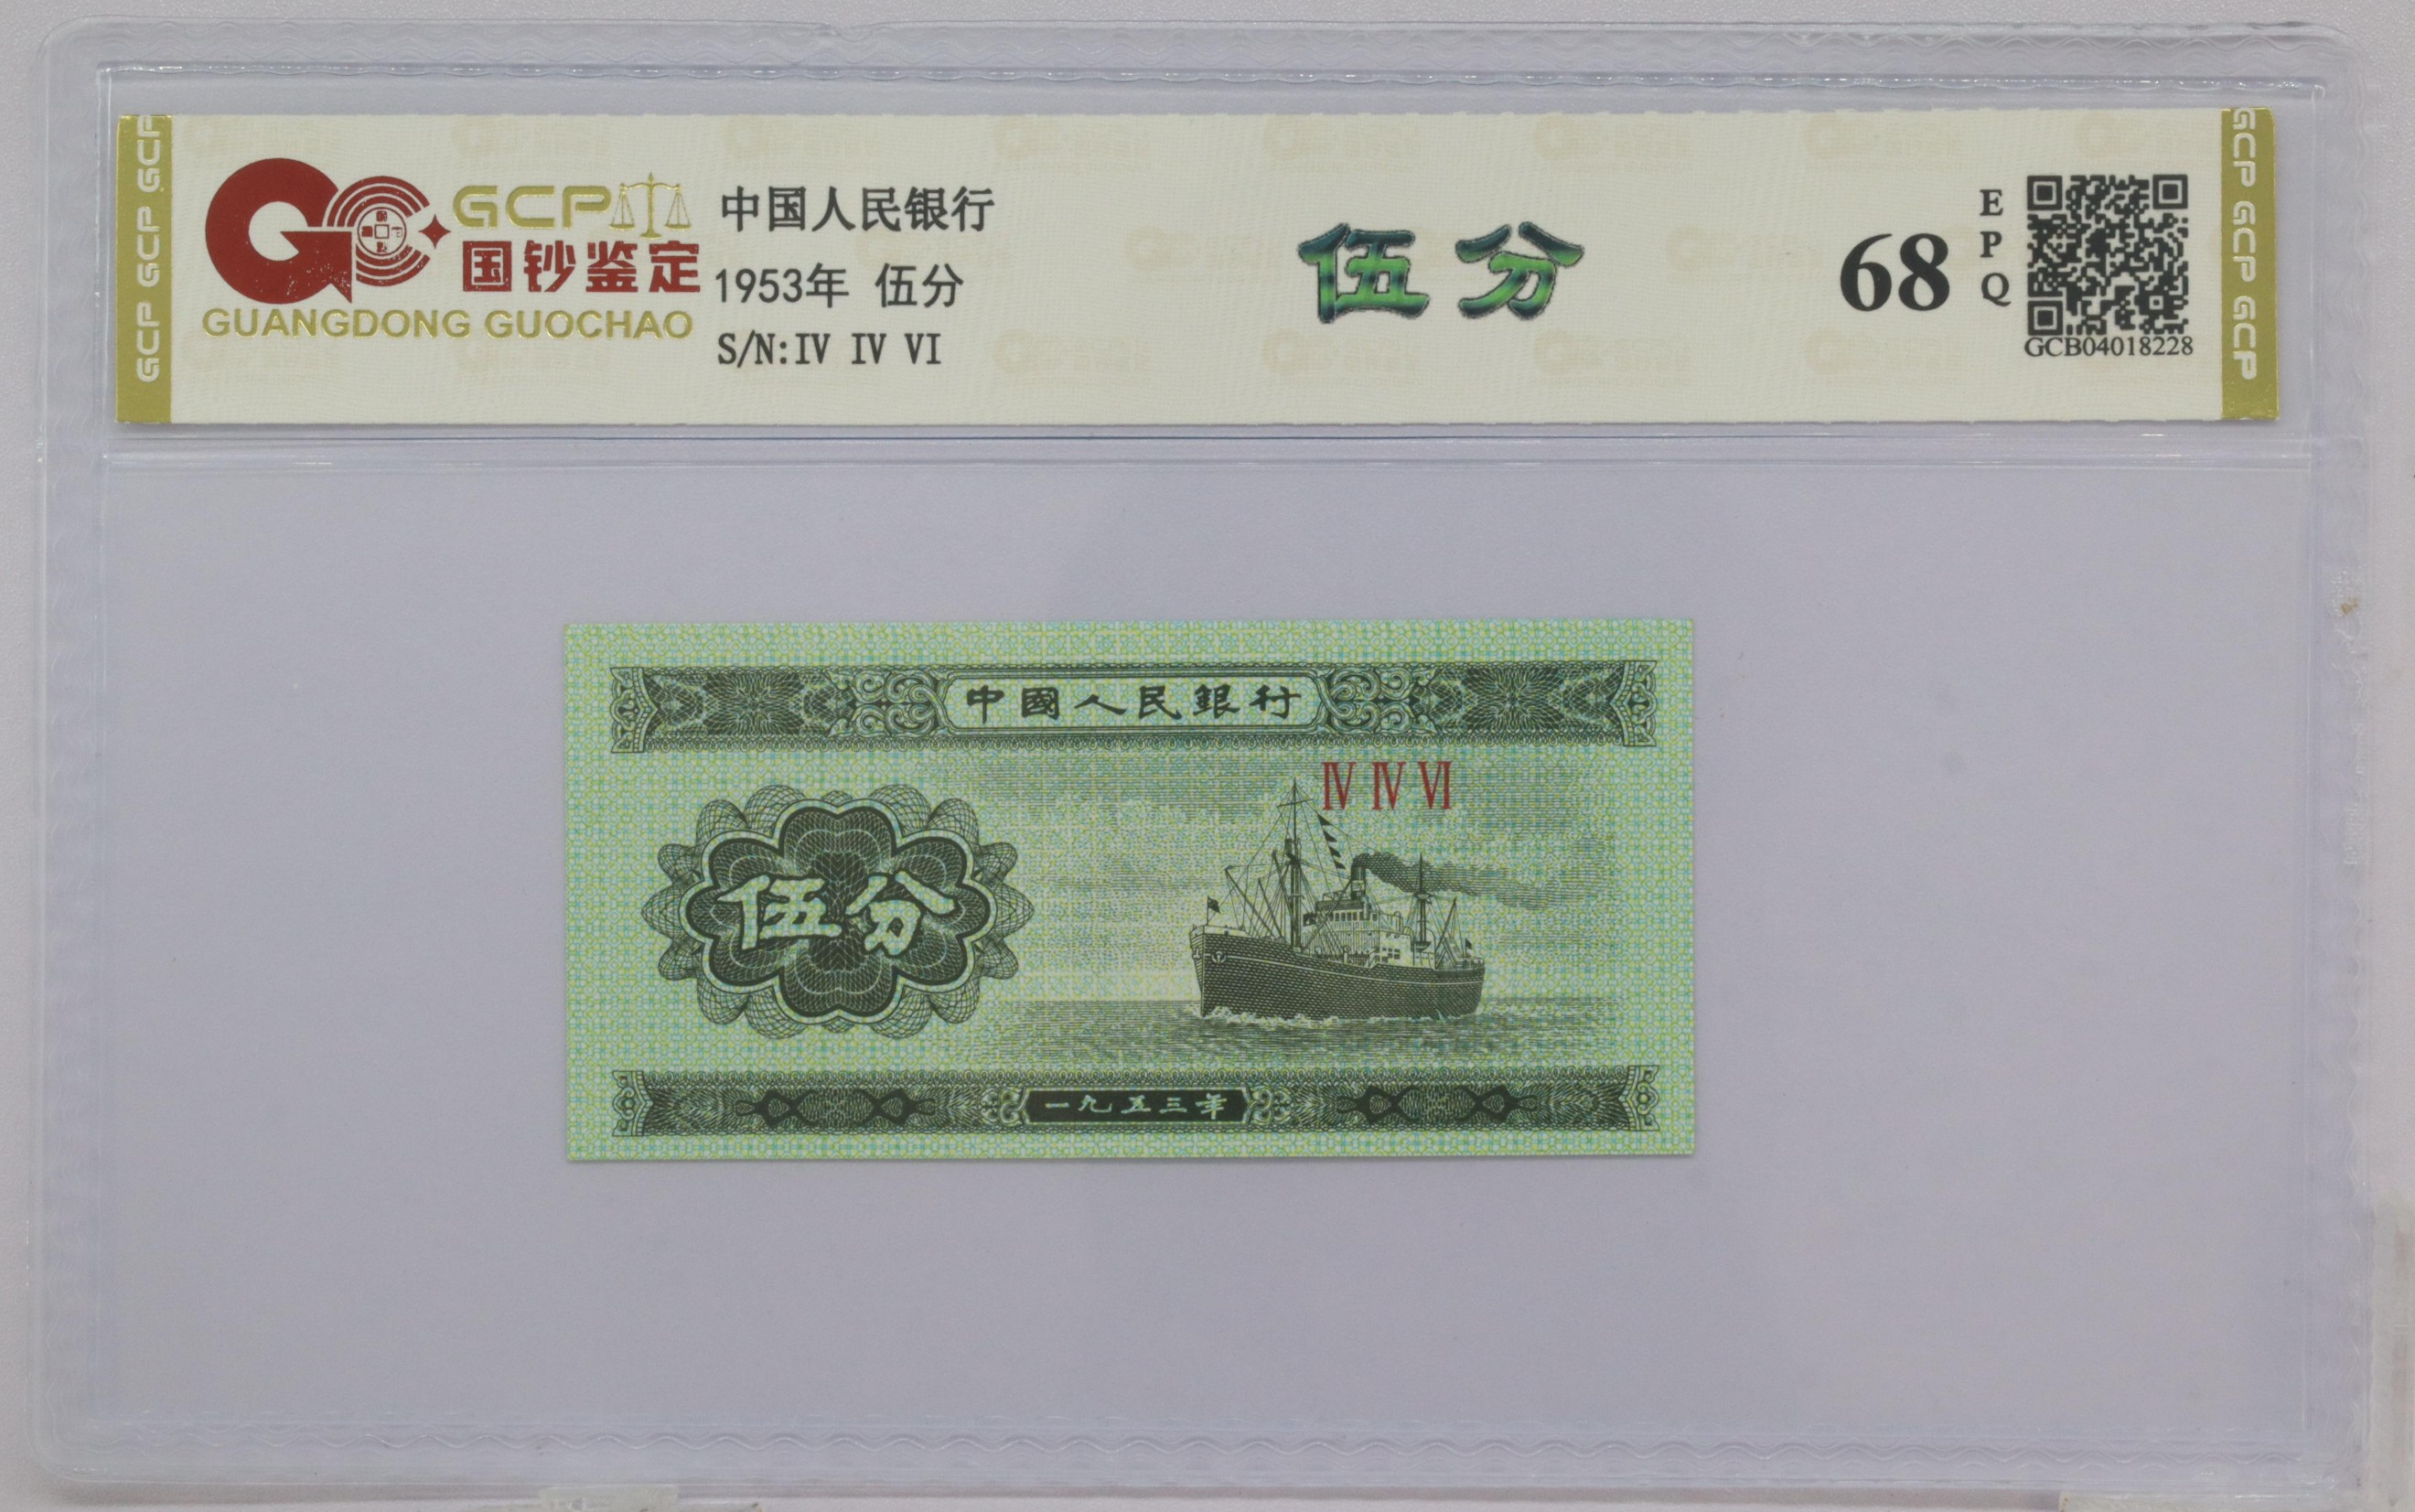 GCP
国钞鉴定
GUANGDONG GUOCHAO
中国人民银行
1953年 伍分
S/N:IV IV VI
伍分
68
EPQ
GCB04018228
GCP GCP GCP
GCP GCP GCP
中國人民銀行
IV IV VI
伍分
一九五三年